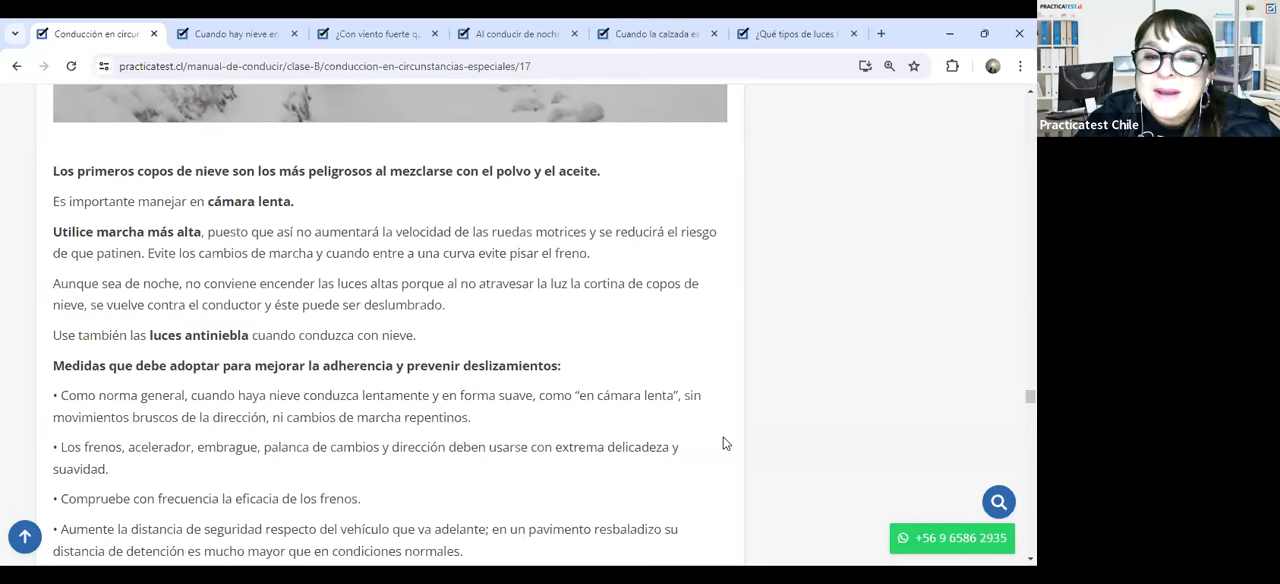 Conducción en circur
Cuando hay nieve en
¿Con viento fuerte q
Al conducir de noche
Cuando la calzada es
¿Qué tipos de luces
practicatest.cl/manual-de-conducir/clase-B/conduccion-en-circunstancias-especiales/17
PRACTICATEST.cl
Practicatest Chile
Los primeros copos de nieve son los más peligrosos al mezclarse con el polvo y el aceite.
Es importante manejar en cámara lenta.
Utilice marcha más alta, puesto que así no aumentará la velocidad de las ruedas motrices y se reducirá el riesgo
de que patinen. Evite los cambios de marcha y cuando entre a una curva evite pisar el freno.
Aunque sea de noche, no conviene encender las luces altas porque al no atravesar la luz la cortina de copos de
nieve, se vuelve contra el conductor y éste puede ser deslumbrado.
Use también las luces antiniebla cuando conduzca con nieve.
Medidas que debe adoptar para mejorar la adherencia y prevenir deslizamientos:
• Como norma general, cuando haya nieve conduzca lentamente y en forma suave, como “en cámara lenta”, sin
movimientos bruscos de la dirección, ni cambios de marcha repentinos.
• Los frenos, acelerador, embrague, palanca de cambios y dirección deben usarse con extrema delicadeza y
suavidad.
• Compruebe con frecuencia la eficacia de los frenos.
• Aumente la distancia de seguridad respecto del vehículo que va adelante; en un pavimento resbaladizo su
distancia de detención es mucho mayor que en condiciones normales.
+56 9 6586 2935